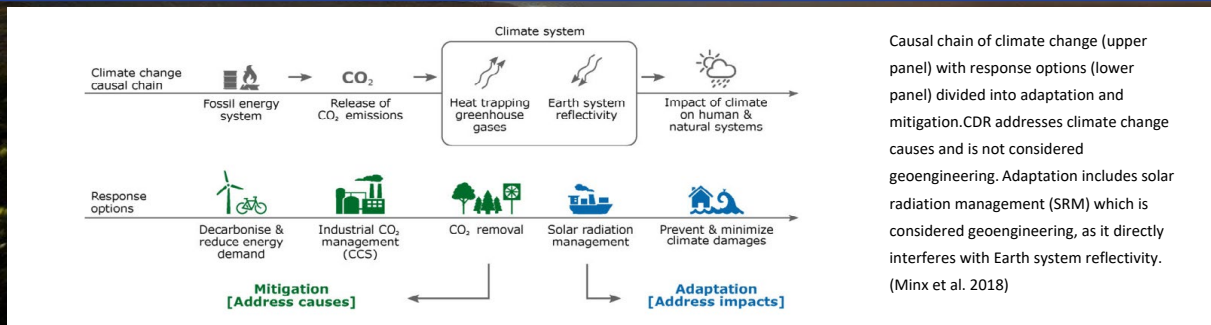 Climate system
Climate change
causal chain
CO₂
Fossil energy
system
Release of
CO₂ emissions
Heat trapping
greenhouse
gases
Earth system
reflectivity
Impact of climate
on human &
natural systems
Response
options
Decarbonise &
reduce energy
demand
Industrial CO₂
management
(CCS)
CO₂ removal
Solar radiation
management
Prevent & minimize
climate damages
Mitigation
[Address causes]
Adaptation
[Address impacts]
Causal chain of climate change (upper
panel) with response options (lower
panel) divided into adaptation and
mitigation.CDR addresses climate change
causes and is not considered
geoengineering. Adaptation includes solar
radiation management (SRM) which is
considered geoengineering, as it directly
interferes with Earth system reflectivity.
(Minx et al. 2018)